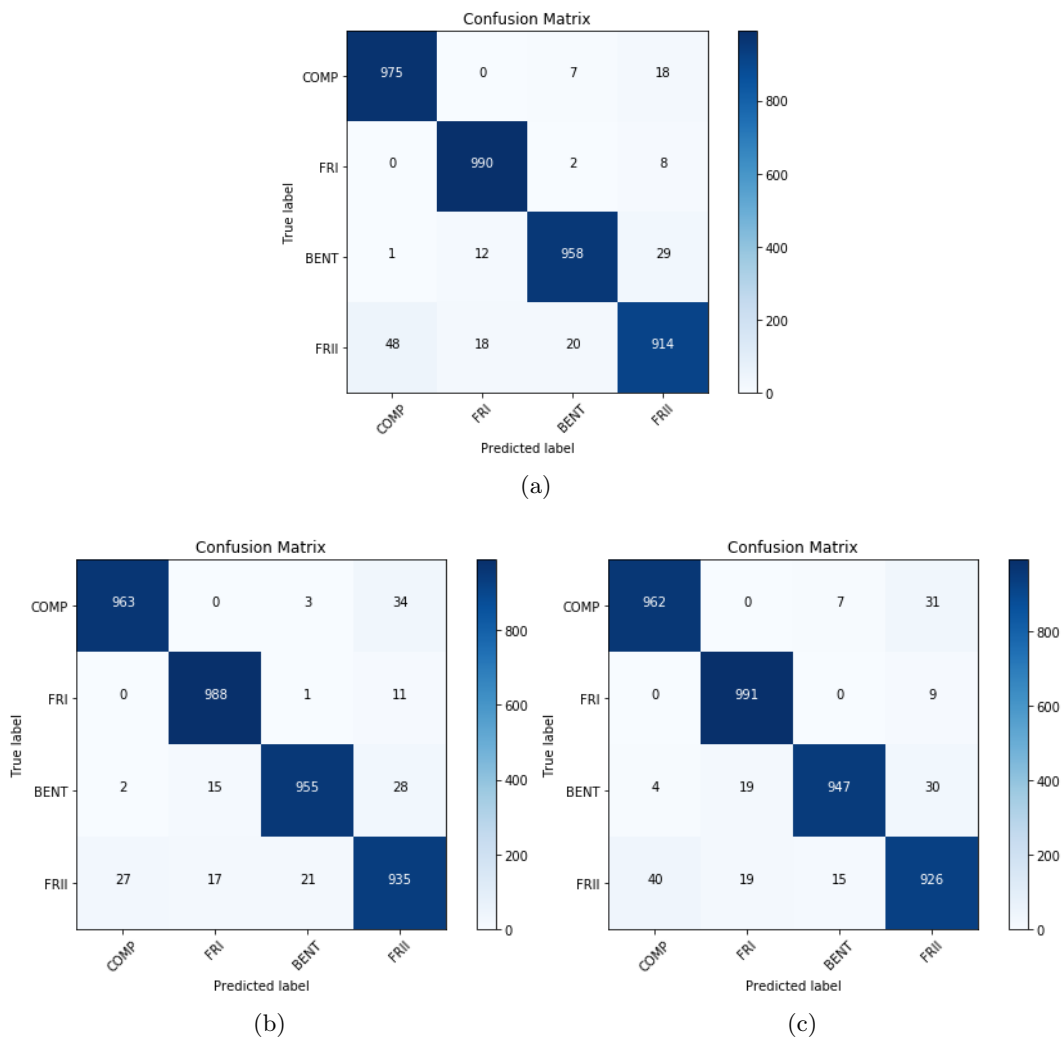 Confusion Matrix
COMP 975 0 7 18
FRI 0 990 2 8
BENT 1 12 958 29
FRII 48 18 20 914
True label
COMP FRI BENT FRII
Predicted label
800
600
400
200
0
(a)
Confusion Matrix
COMP 963 0 3 34
FRI 0 988 1 11
BENT 2 15 955 28
FRII 27 17 21 935
True label
COMP FRI BENT FRII
Predicted label
800
600
400
200
0
(b)
Confusion Matrix
COMP 962 0 7 31
FRI 0 991 0 9
BENT 4 19 947 30
FRII 40 19 15 926
True label
COMP FRI BENT FRII
Predicted label
800
600
400
200
0
(c)